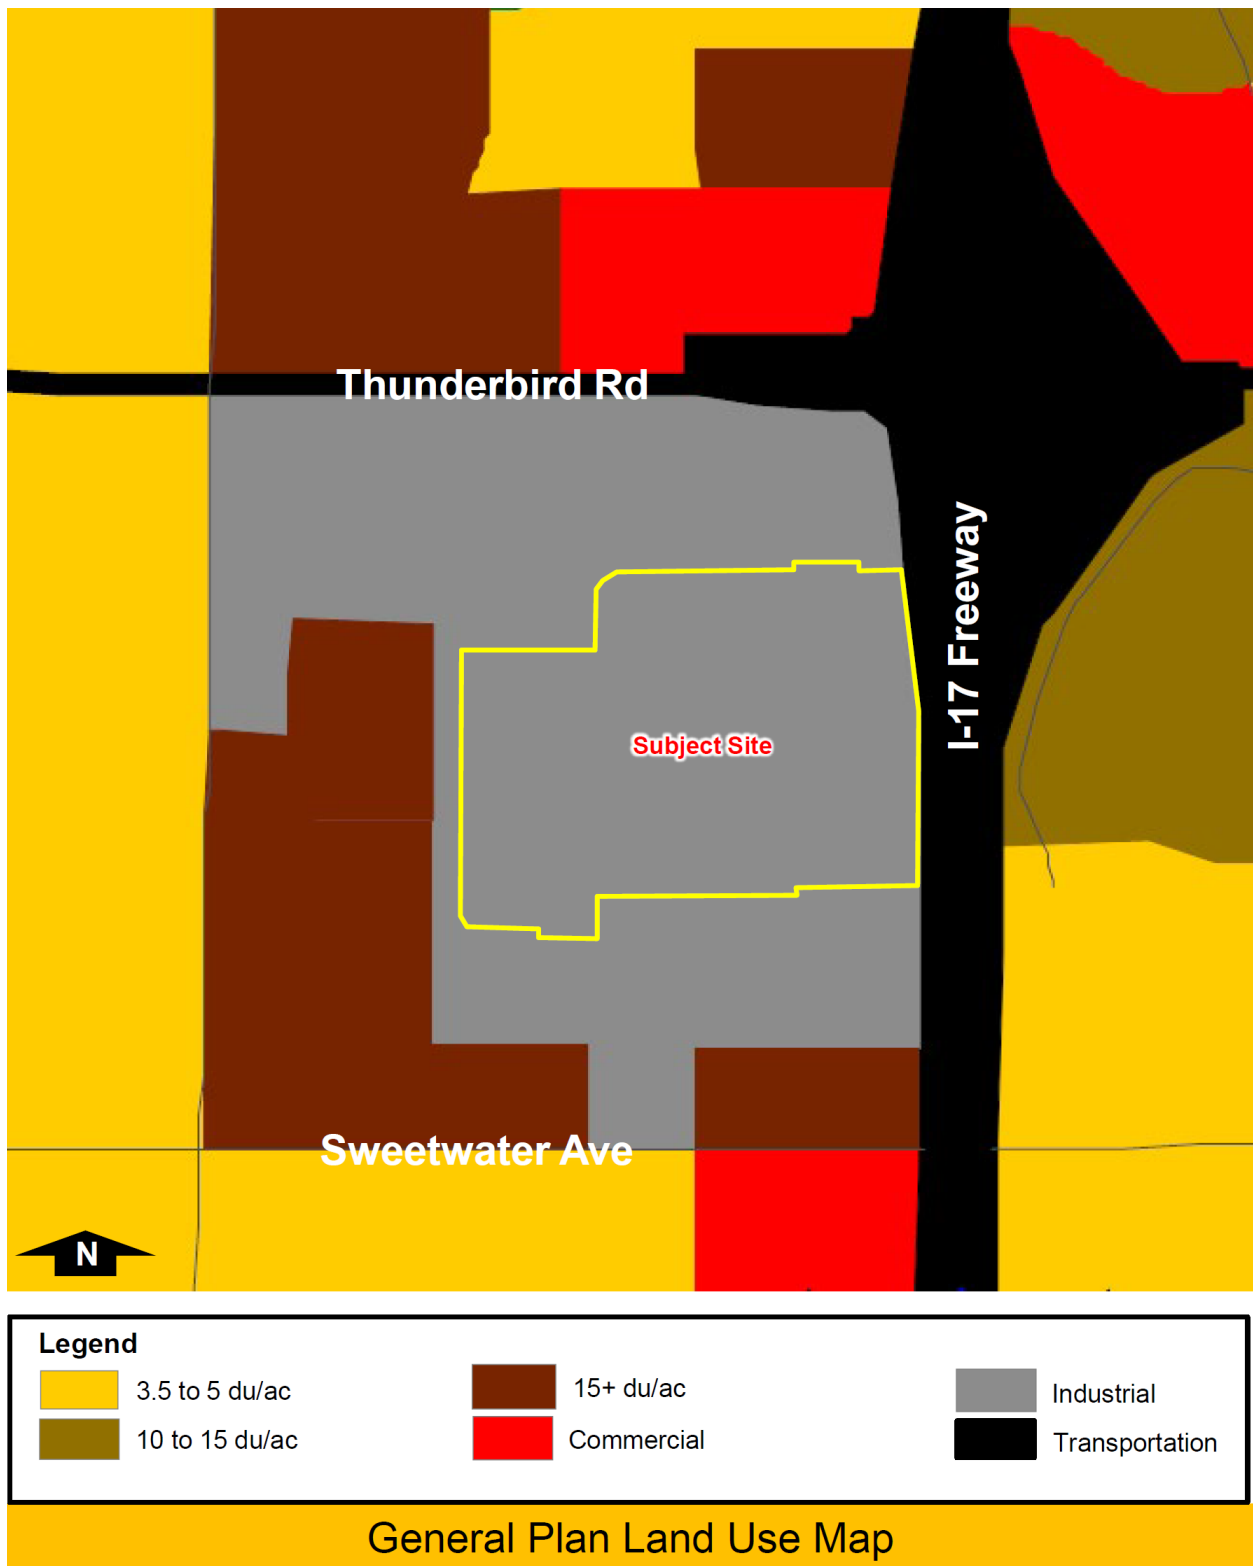 Thunderbird Rd
I-17 Freeway
Subject Site
Sweetwater Ave
N
Legend
3.5 to 5 du/ac
10 to 15 du/ac
15+ du/ac
Commercial
Industrial
Transportation
General Plan Land Use Map